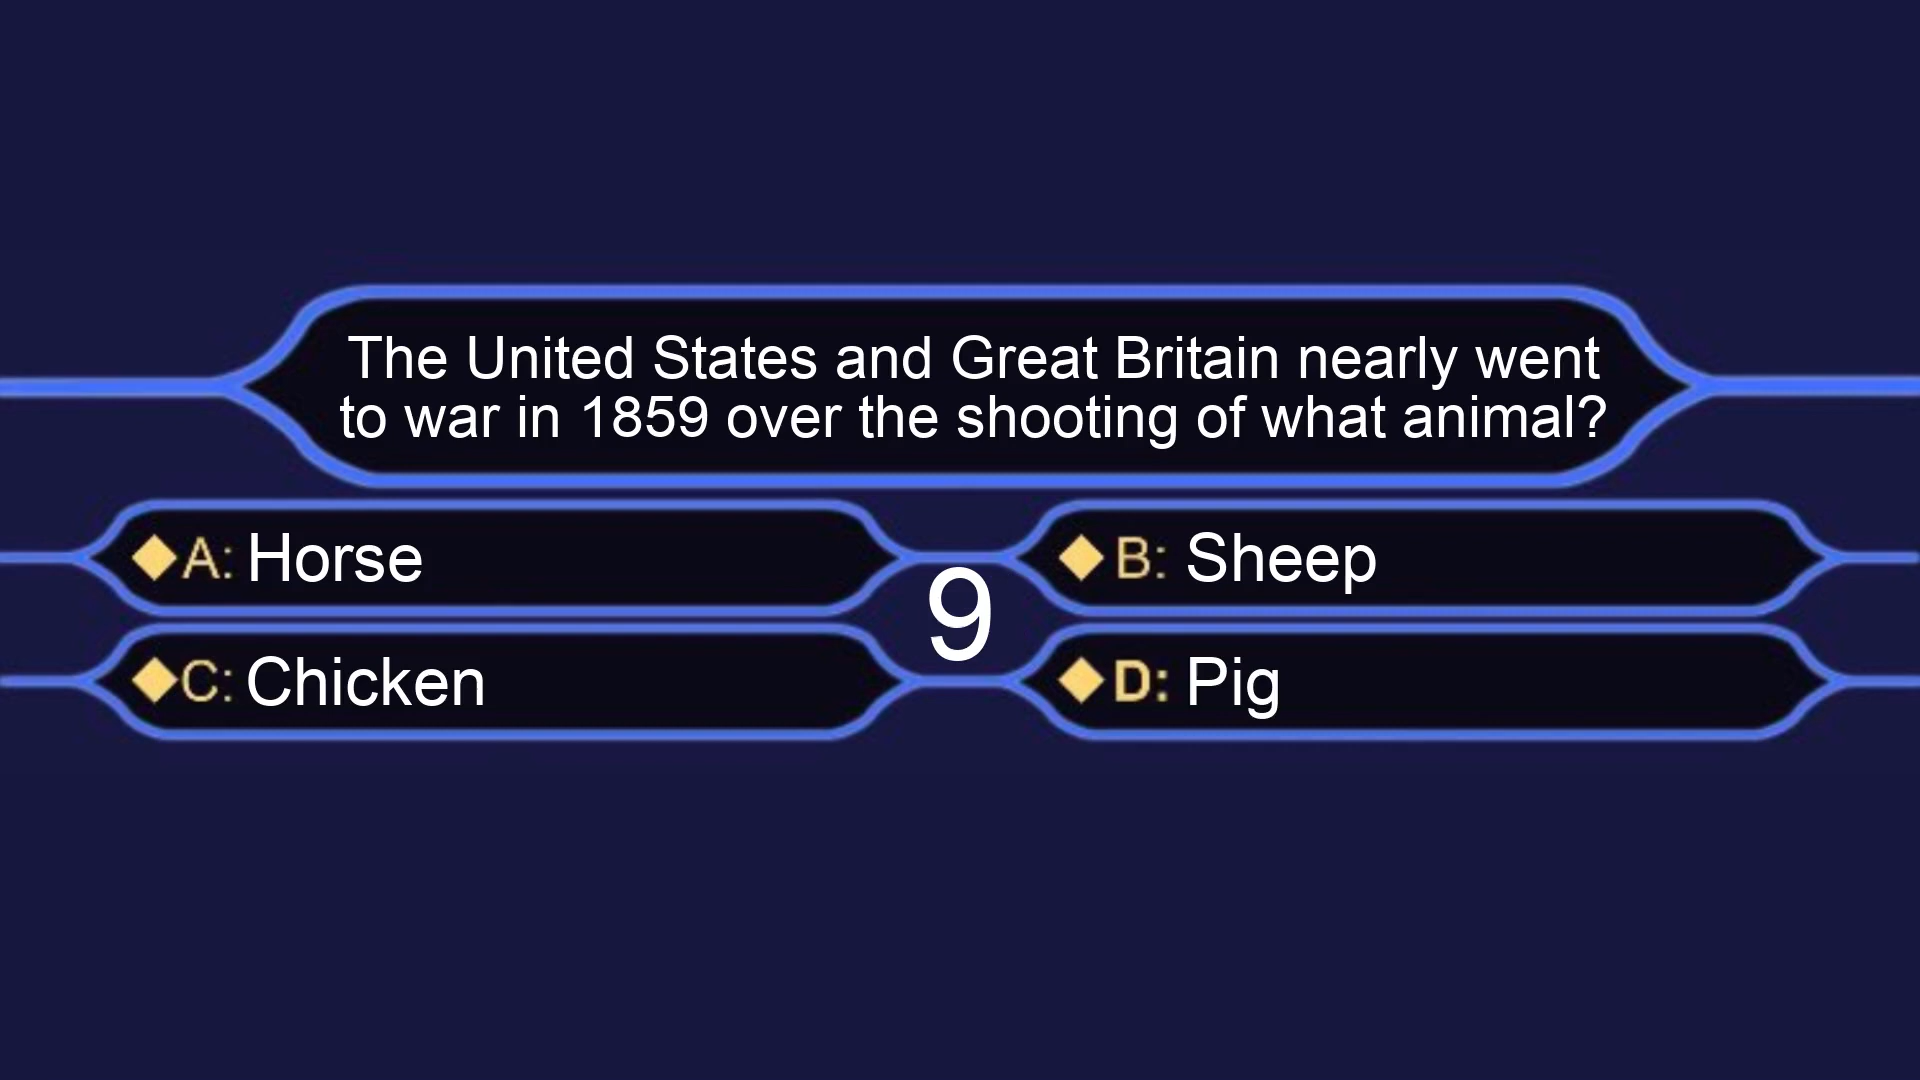 The United States and Great Britain nearly went
to war in 1859 over the shooting of what animal?
A: Horse
B: Sheep
9
C: Chicken
D: Pig